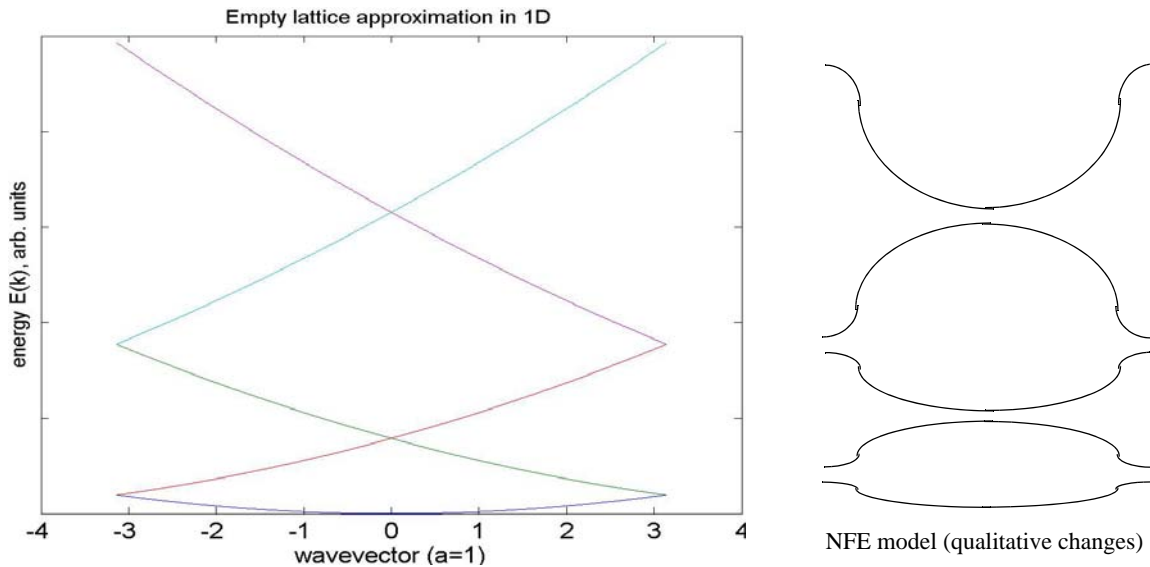 Empty lattice approximation in 1D
energy E(k), arb. units
-4 -3 -2 -1 0 1 2 3 4
wavevector (a=1)
NFE model (qualitative changes)